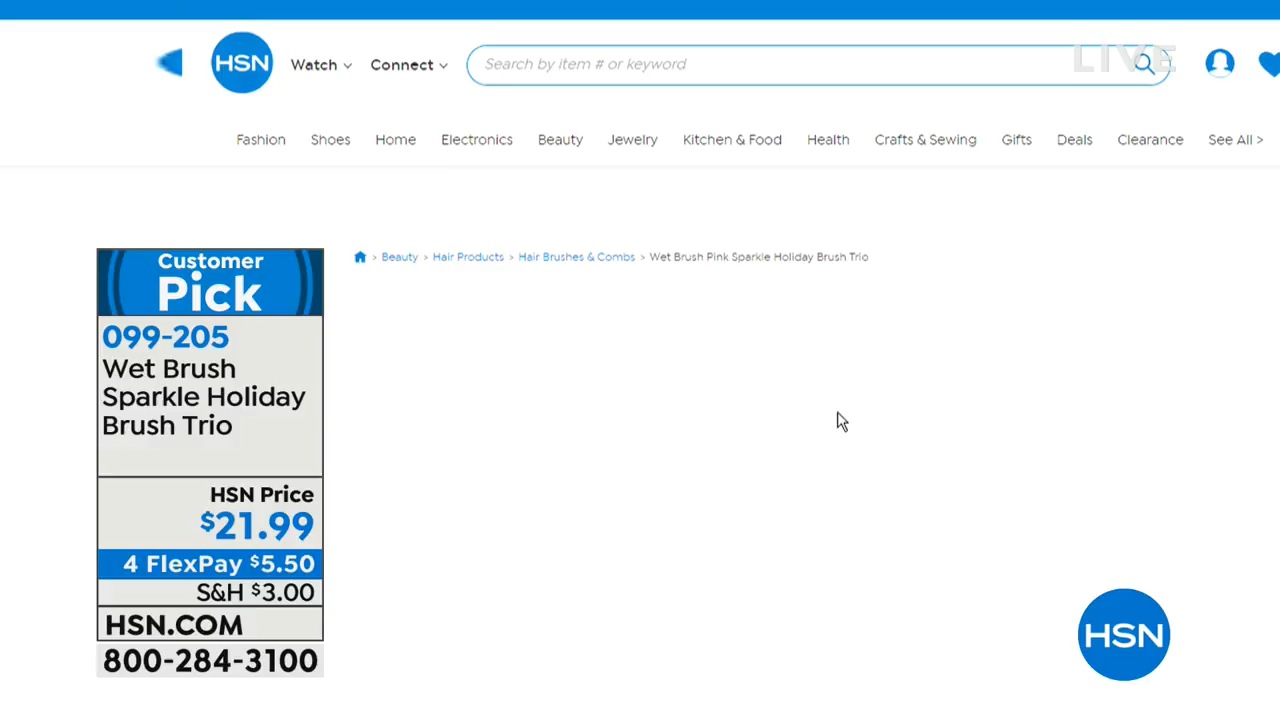 HSN
Watch
Connect
Search by item # or keyword
LIVE
Fashion Shoes Home Electronics Beauty Jewelry Kitchen & Food Health Crafts & Sewing Gifts Deals Clearance See All >
> Beauty > Hair Products > Hair Brushes & Combs > Wet Brush Pink Sparkle Holiday Brush Trio
Customer
Pick
099-205
Wet Brush
Sparkle Holiday
Brush Trio
HSN Price
$21.99
4 FlexPay $5.50
S&H $3.00
HSN.COM
800-284-3100
HSN